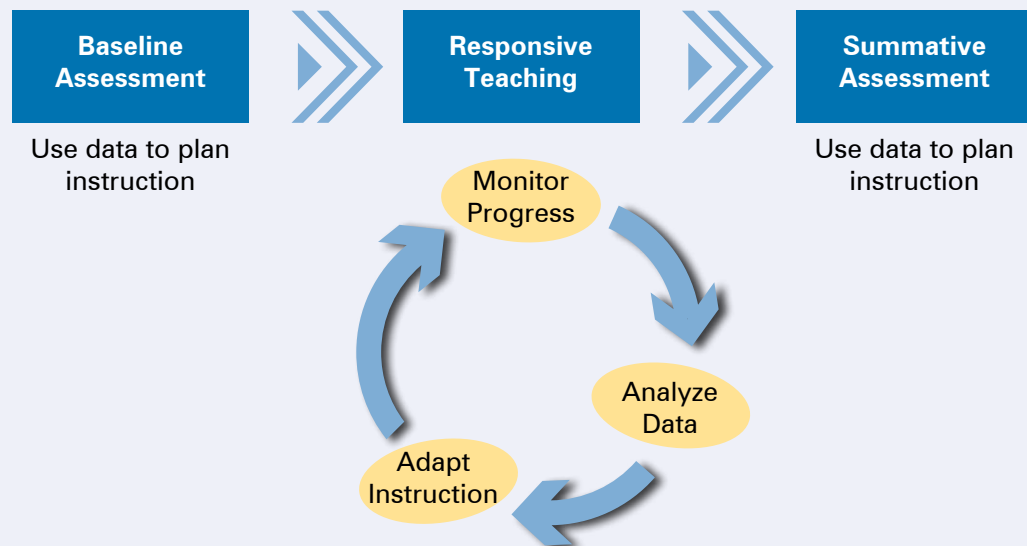 Baseline
Assessment
Responsive
Teaching
Summative
Assessment
Use data to plan
instruction
Use data to plan
instruction
Monitor
Progress
Analyze
Data
Adapt
Instruction